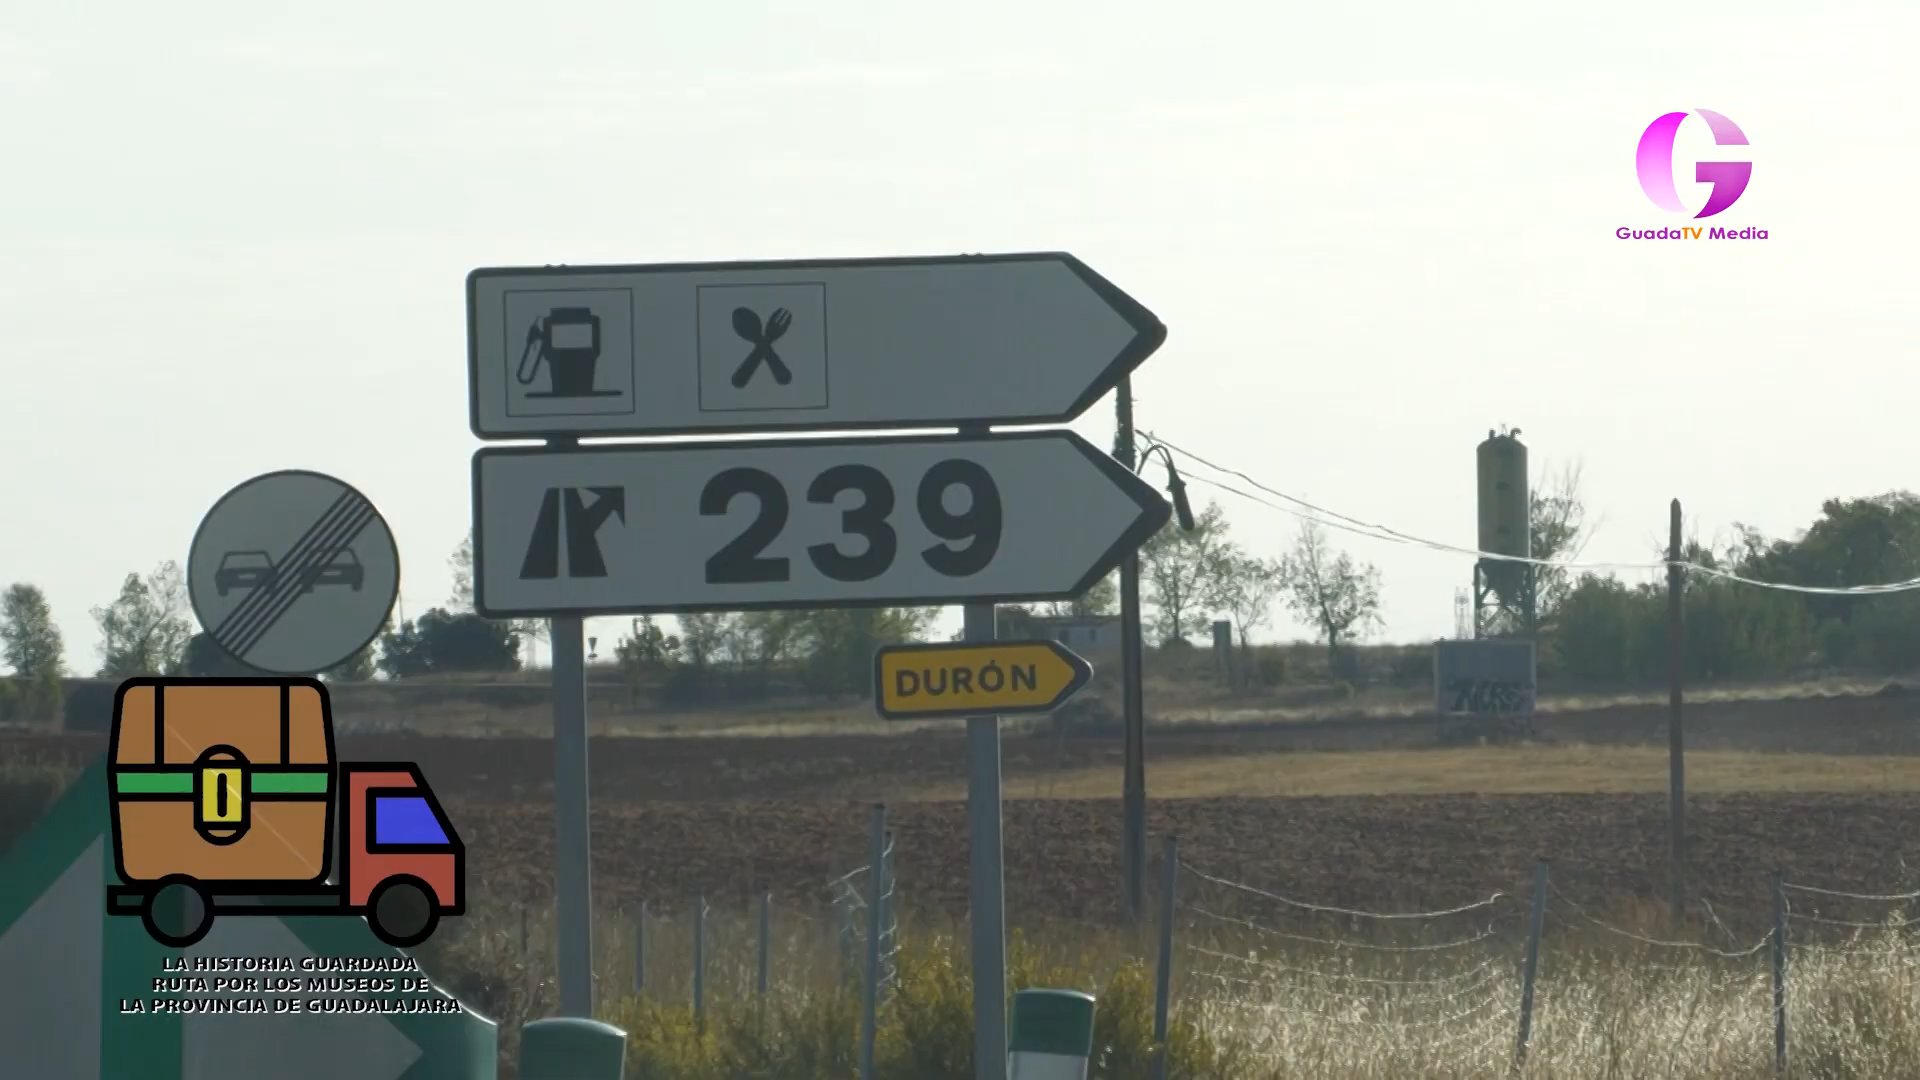 GuadaTV Media
239
DURÓN
LA HISTORIA GUARDADA
RUTA POR LOS MUSEOS DE
LA PROVINCIA DE GUADALAJARA